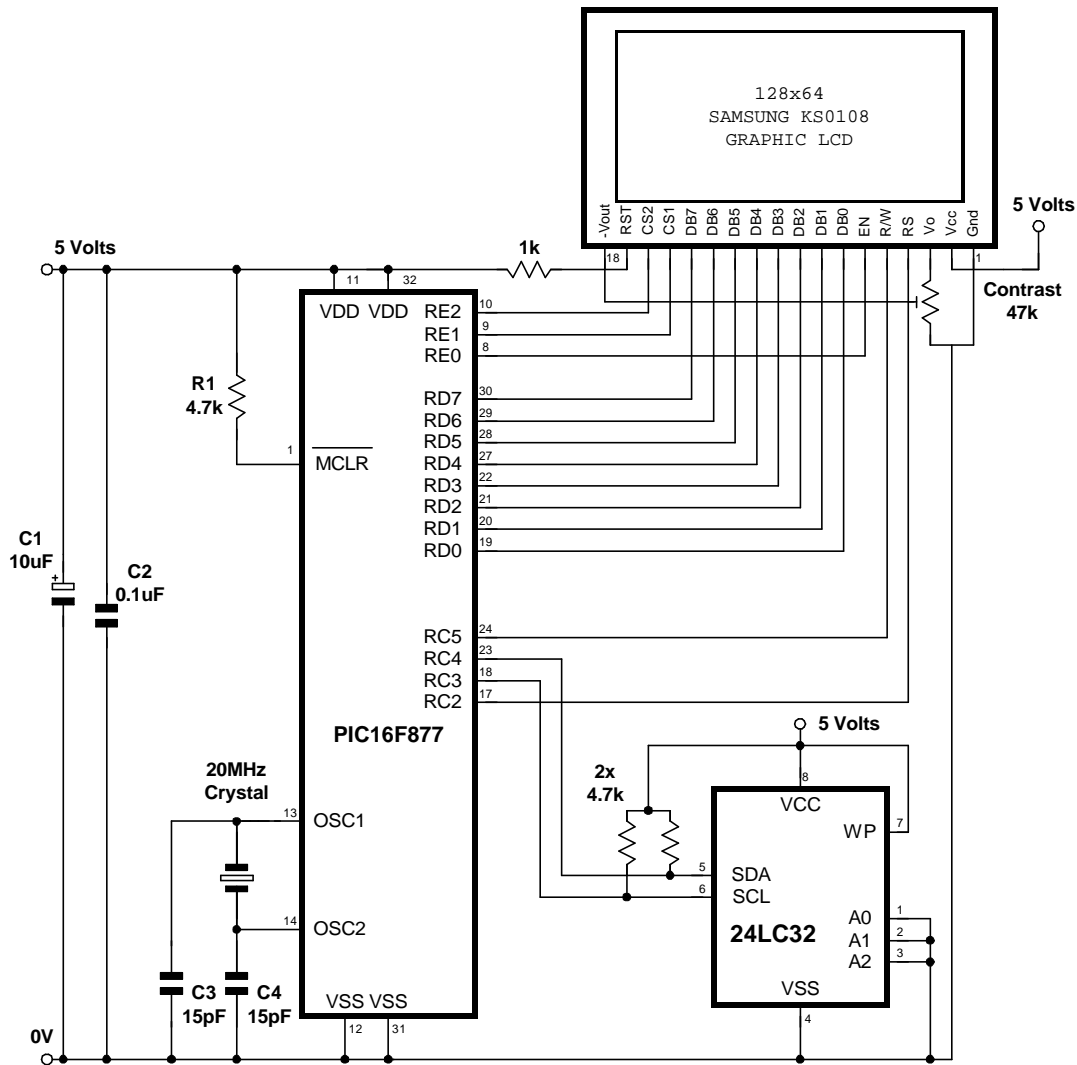 128x64
SAMSUNG KS0108
GRAPHIC LCD
-Vout
RST
CS2
CS1
DB7
DB6
DB5
DB4
DB3
DB2
DB1
DB0
EN
R/W
RS
Vo
Vcc
Gnd
18
1
5 Volts
Contrast
47k
5 Volts
1k
11
32
VDD VDD
RE2 10
RE1 9
RE0 8
R1
4.7k
1
MCLR
RD7 30
RD6 29
RD5 28
RD4 27
RD3 22
RD2 21
RD1 20
RD0 19
C1
10uF
+
C2
0.1uF
RC5 24
RC4 23
RC3 18
RC2 17
PIC16F877
20MHz
Crystal
13
OSC1
14
OSC2
C3
15pF
C4
15pF
VSS VSS
12
31
0V
5 Volts
2x
4.7k
8
VCC
WP 7
5 SDA
6 SCL
24LC32
A0 1
A1 2
A2 3
VSS
4